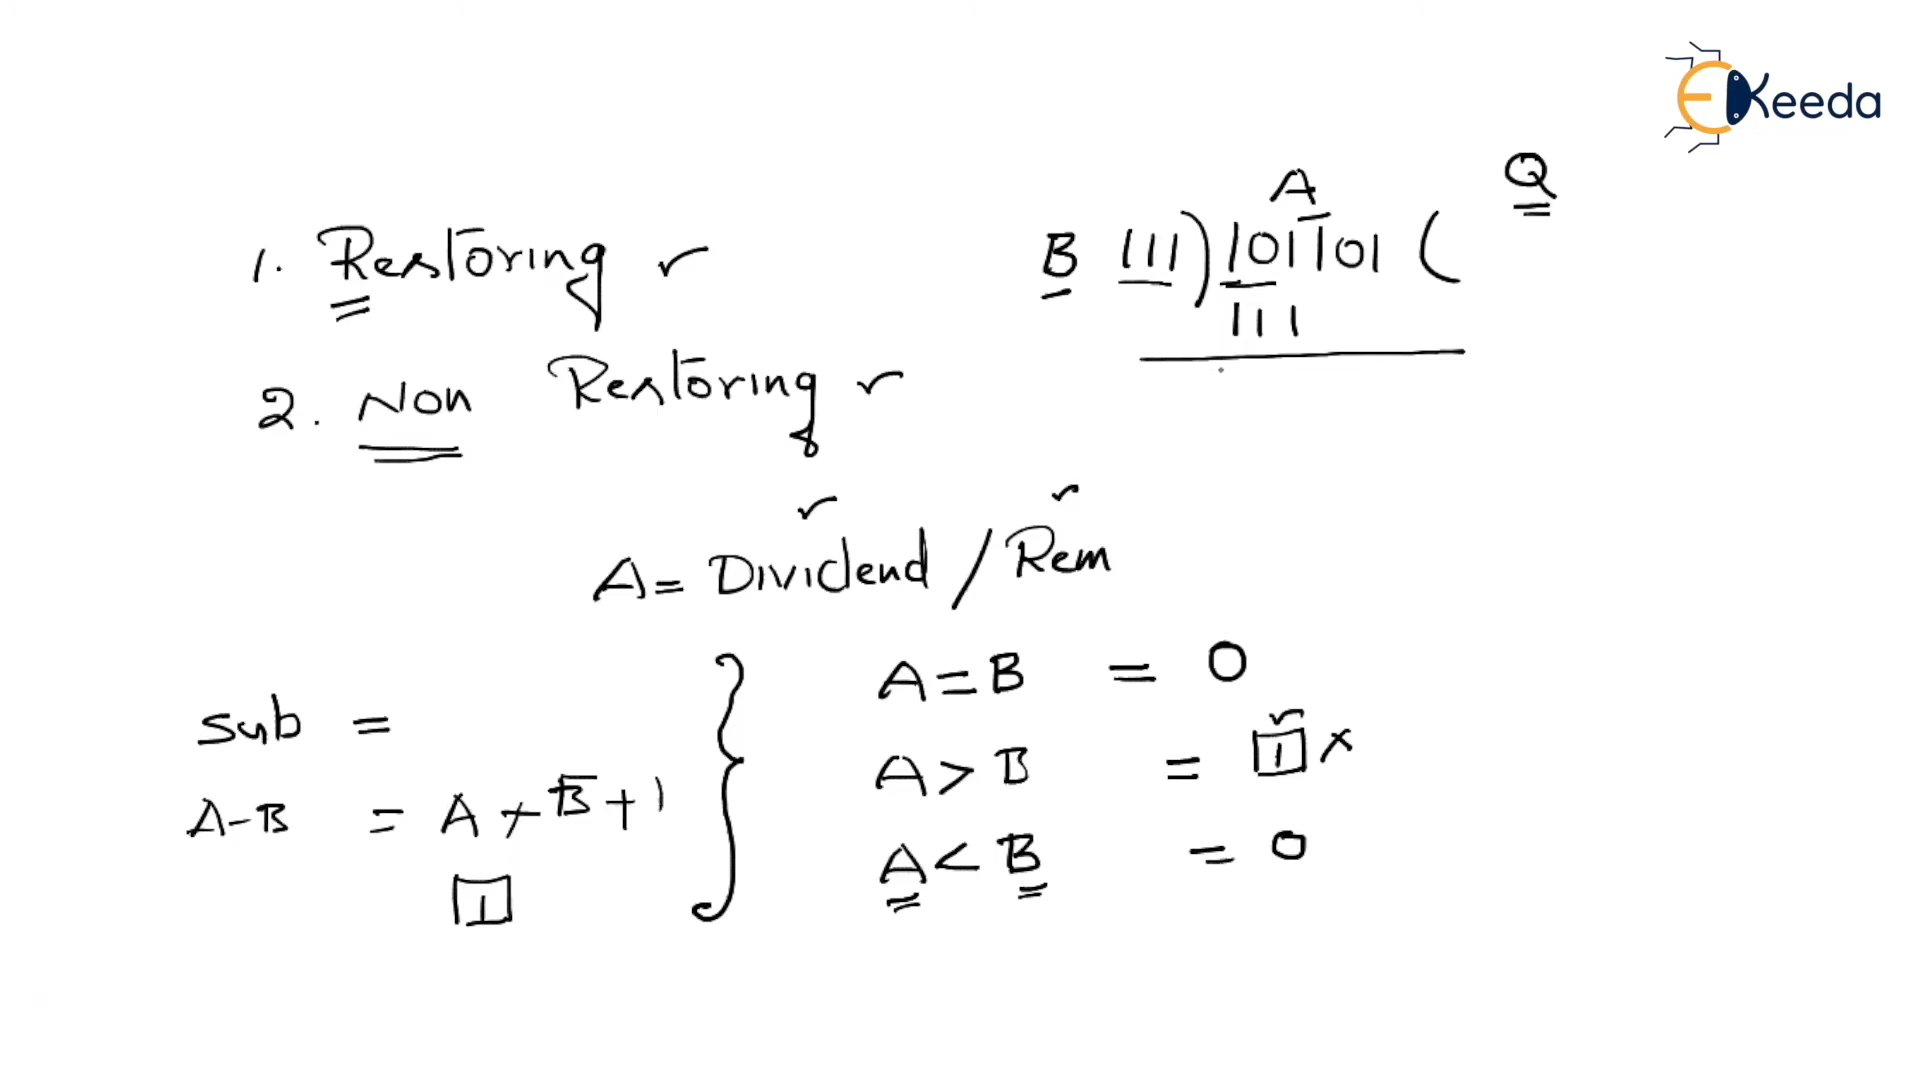 EKeeda
1. Restoring ✓
2. Non Restoring ✓
A Q
B 111)101101(
111
A = Dividend / Rem
Sub =
A-B = A + B̅ + 1
1
A = B = 0
A > B = 1 ×
A < B = 0